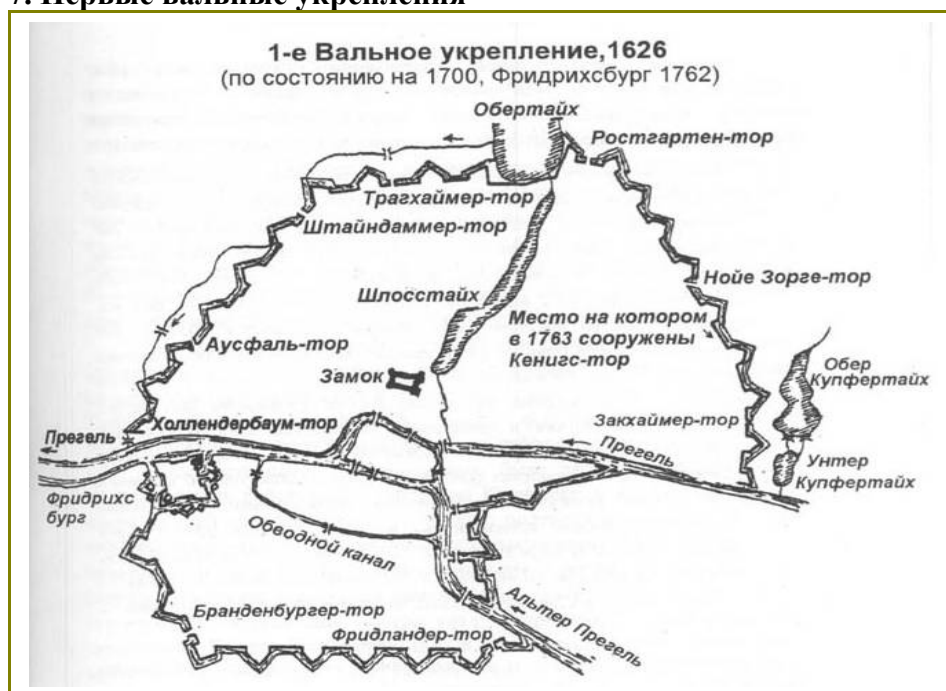 7. Первые вальные укрепления
1-е Вальное укрепление,1626
(по состоянию на 1700, Фридрихсбург 1762)
Обертайх
Ростгартен-тор
Трагхаймер-тор
Штайндаммер-тор
Нойе Зорге-тор
Шлосстайх
Место на котором
в 1763 сооружены
Кенигс-тор
Аусфаль-тор
Замок
Обер
Купфертайх
Закхаймер-тор
Холлендербаум-тор
Прегель
Прегель
Унтер
Купфертайх
Фридрихс
бург
Обводной канал
Альтер Прегель
Бранденбургер-тор
Фридландер-тор